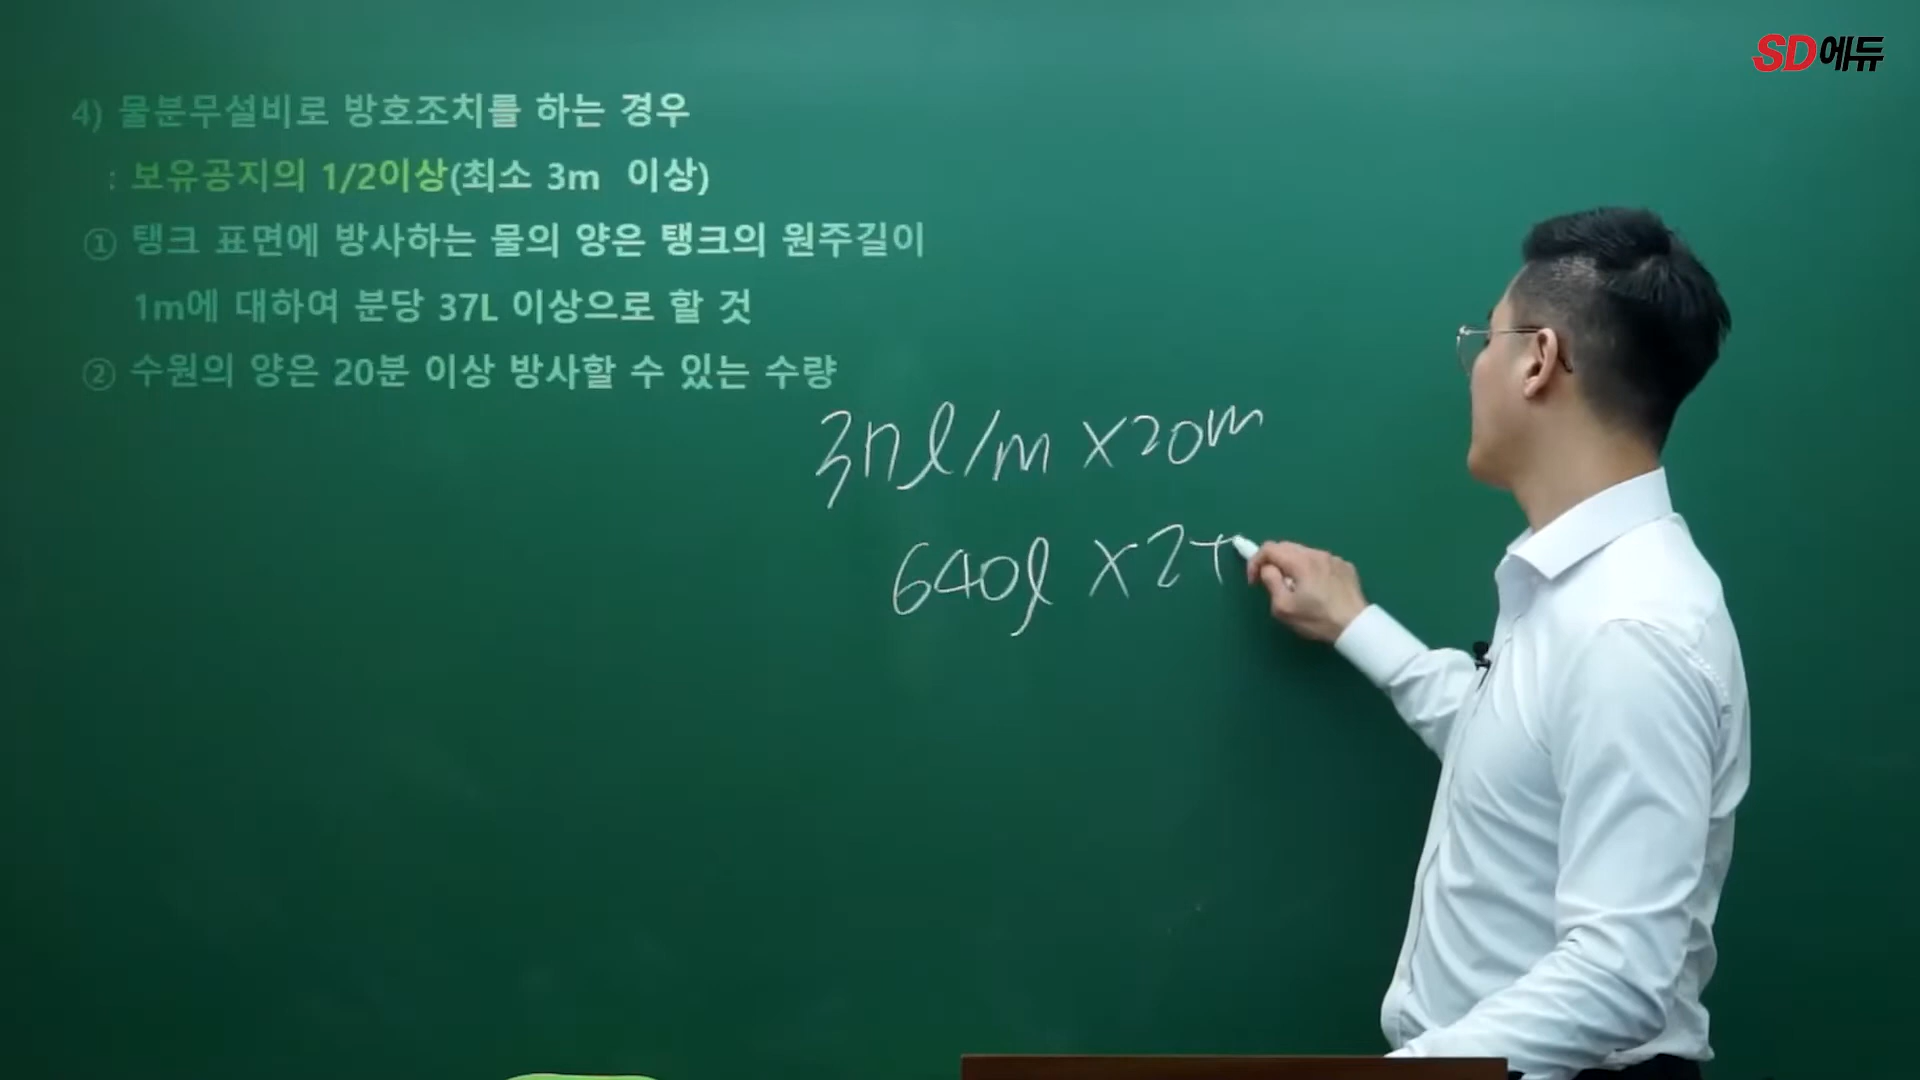 SD에듀
4) 물분무설비로 방호조치를 하는 경우
: 보유공지의 1/2이상(최소 3m 이상)
① 탱크 표면에 방사하는 물의 양은 탱크의 원주길이
1m에 대하여 분당 37L 이상으로 할 것
② 수원의 양은 20분 이상 방사할 수 있는 수량
37l/m ×20m
640l ×2